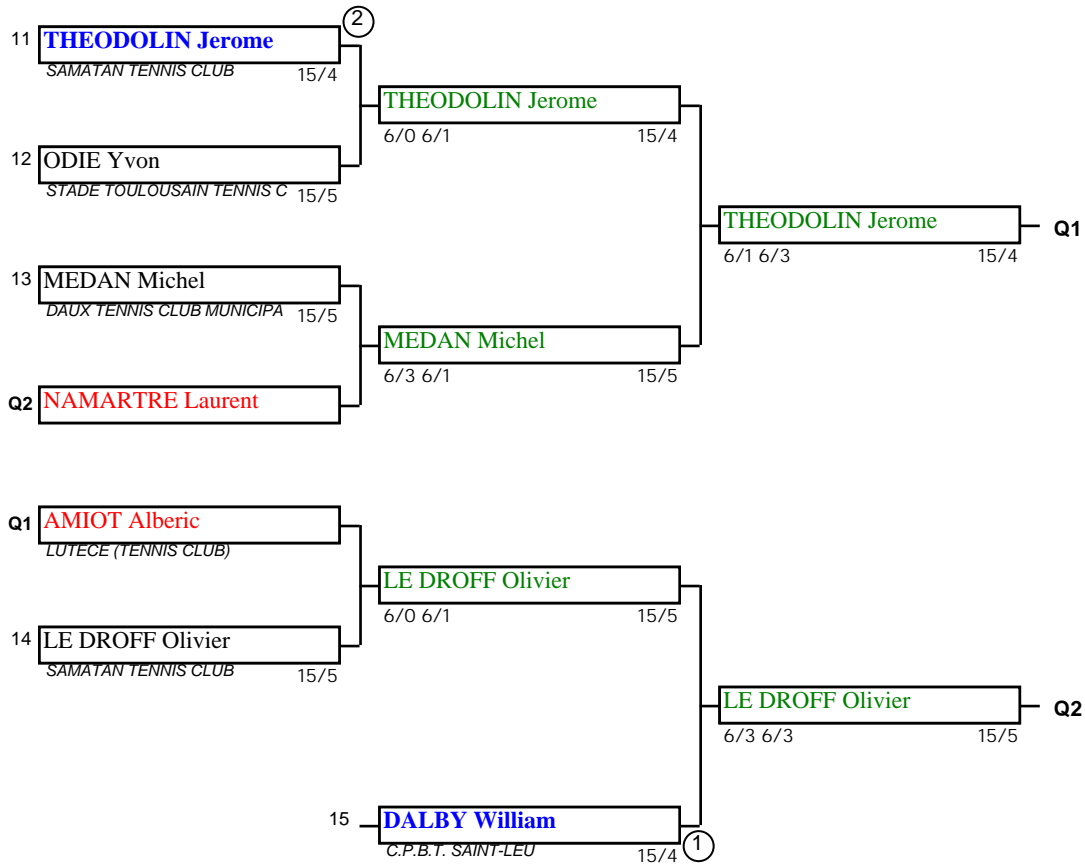 2
11 THEODOLIN Jerome
SAMATAN TENNIS CLUB 15/4
THEODOLIN Jerome
6/0 6/1 15/4
12 ODIE Yvon
STADE TOULOUSAIN TENNIS C 15/5
THEODOLIN Jerome Q1
6/1 6/3 15/4
13 MEDAN Michel
DAUX TENNIS CLUB MUNICIPA 15/5
MEDAN Michel
6/3 6/1 15/5
Q2 NAMARTRE Laurent
Q1 AMIOT Alberic
LUTECE (TENNIS CLUB)
LE DROFF Olivier
6/0 6/1 15/5
14 LE DROFF Olivier
SAMATAN TENNIS CLUB 15/5
LE DROFF Olivier Q2
6/3 6/3 15/5
15 DALBY William
C.P.B.T. SAINT-LEU 15/4 1